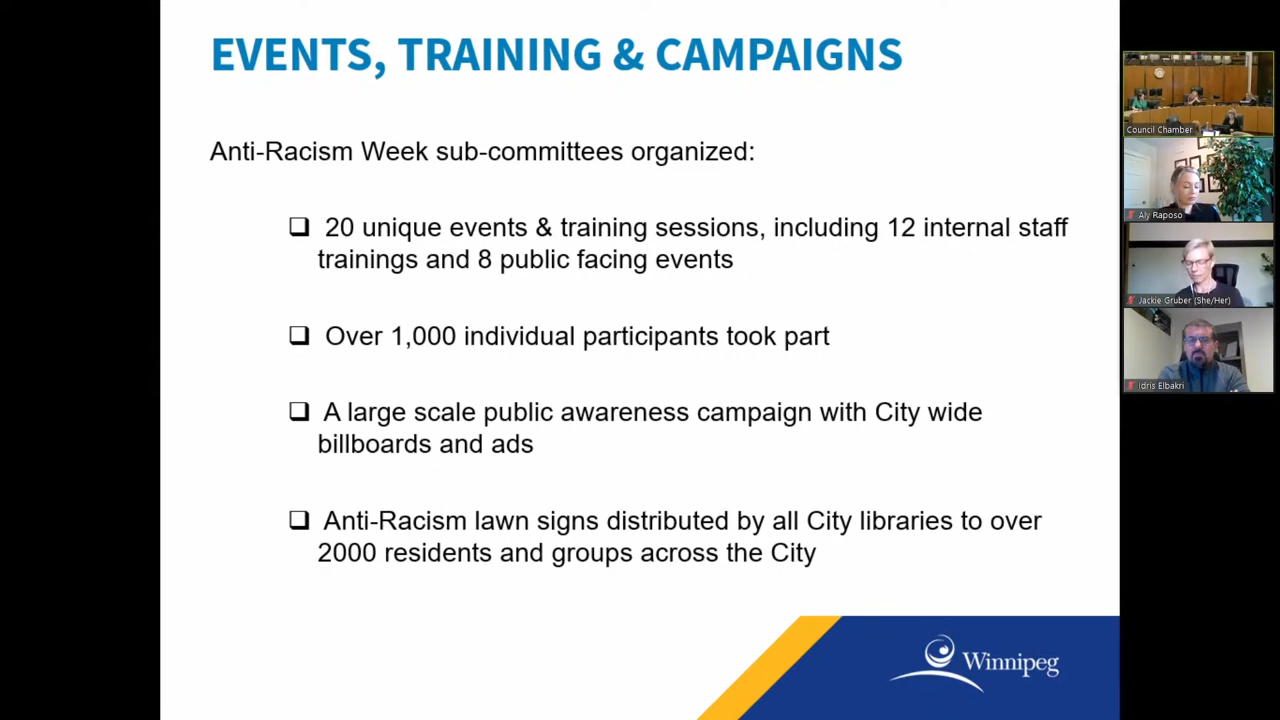 EVENTS, TRAINING & CAMPAIGNS
Anti-Racism Week sub-committees organized:
20 unique events & training sessions, including 12 internal staff
trainings and 8 public facing events
Over 1,000 individual participants took part
A large scale public awareness campaign with City wide
billboards and ads
Anti-Racism lawn signs distributed by all City libraries to over
2000 residents and groups across the City
Winnipeg
Council Chamber
Aly Raposo
Jackie Gruber (She/Her)
Idris Elbakri